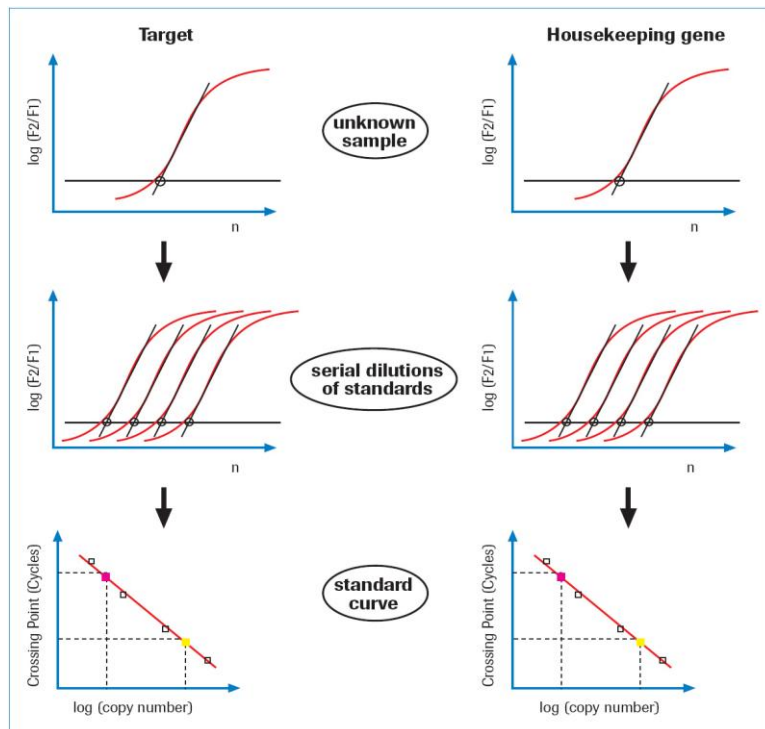 Target
Housekeeping gene
log (F2/F1)
n
unknown
sample
log (F2/F1)
n
log (F2/F1)
n
serial dilutions
of standards
log (F2/F1)
n
Crossing Point (Cycles)
log (copy number)
standard
curve
Crossing Point (Cycles)
log (copy number)